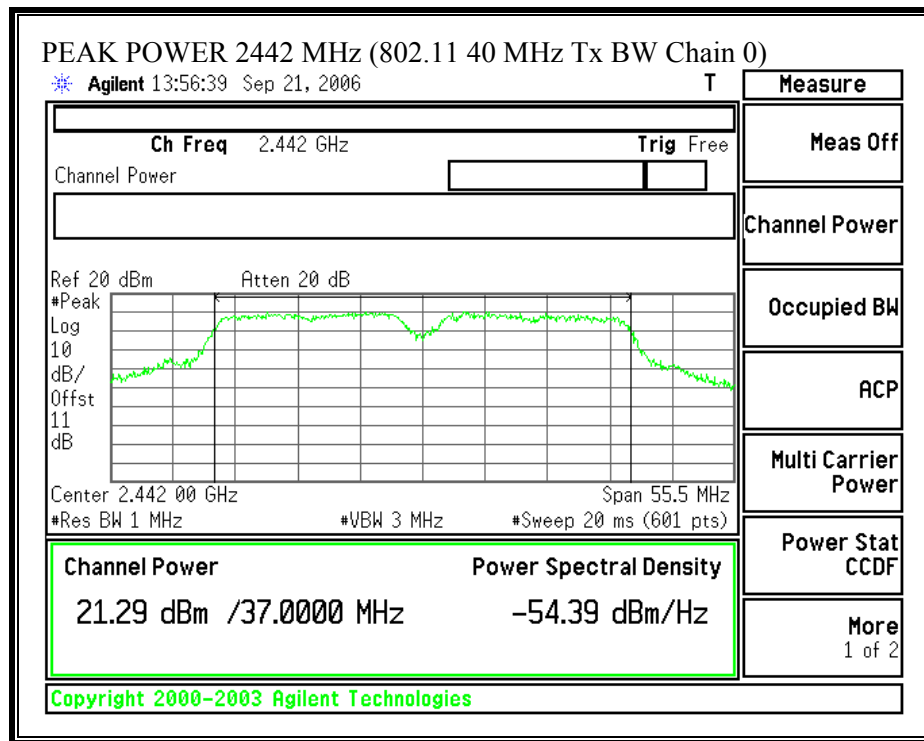 PEAK POWER 2442 MHz (802.11 40 MHz Tx BW Chain 0)
Agilent 13:56:39 Sep 21, 2006 T
Measure
Ch Freq 2.442 GHz Trig Free
Meas Off
Channel Power
Channel Power
Ref 20 dBm Atten 20 dB
#Peak
Log
10
dB/
Offst
11
dB
Occupied BW
ACP
Multi Carrier
Power
Center 2.442 00 GHz Span 55.5 MHz
#Res BW 1 MHz #VBW 3 MHz #Sweep 20 ms (601 pts)
Channel Power Power Spectral Density
21.29 dBm /37.0000 MHz -54.39 dBm/Hz
Power Stat
CCDF
More
1 of 2
Copyright 2000-2003 Agilent Technologies